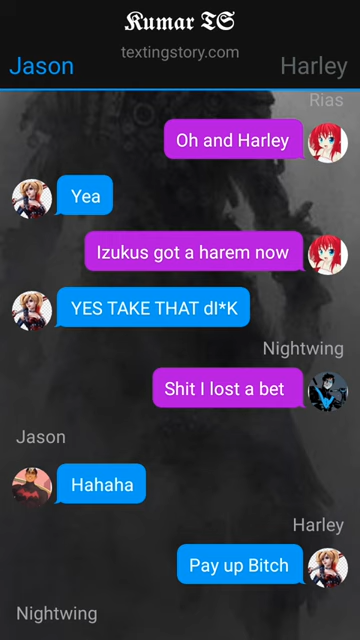 Kumar TS
textingstory.com
Jason
Harley
Rias
Oh and Harley
Yea
Izukus got a harem now
YES TAKE THAT dI*K
Nightwing
Shit I lost a bet
Jason
Hahaha
Harley
Pay up Bitch
Nightwing